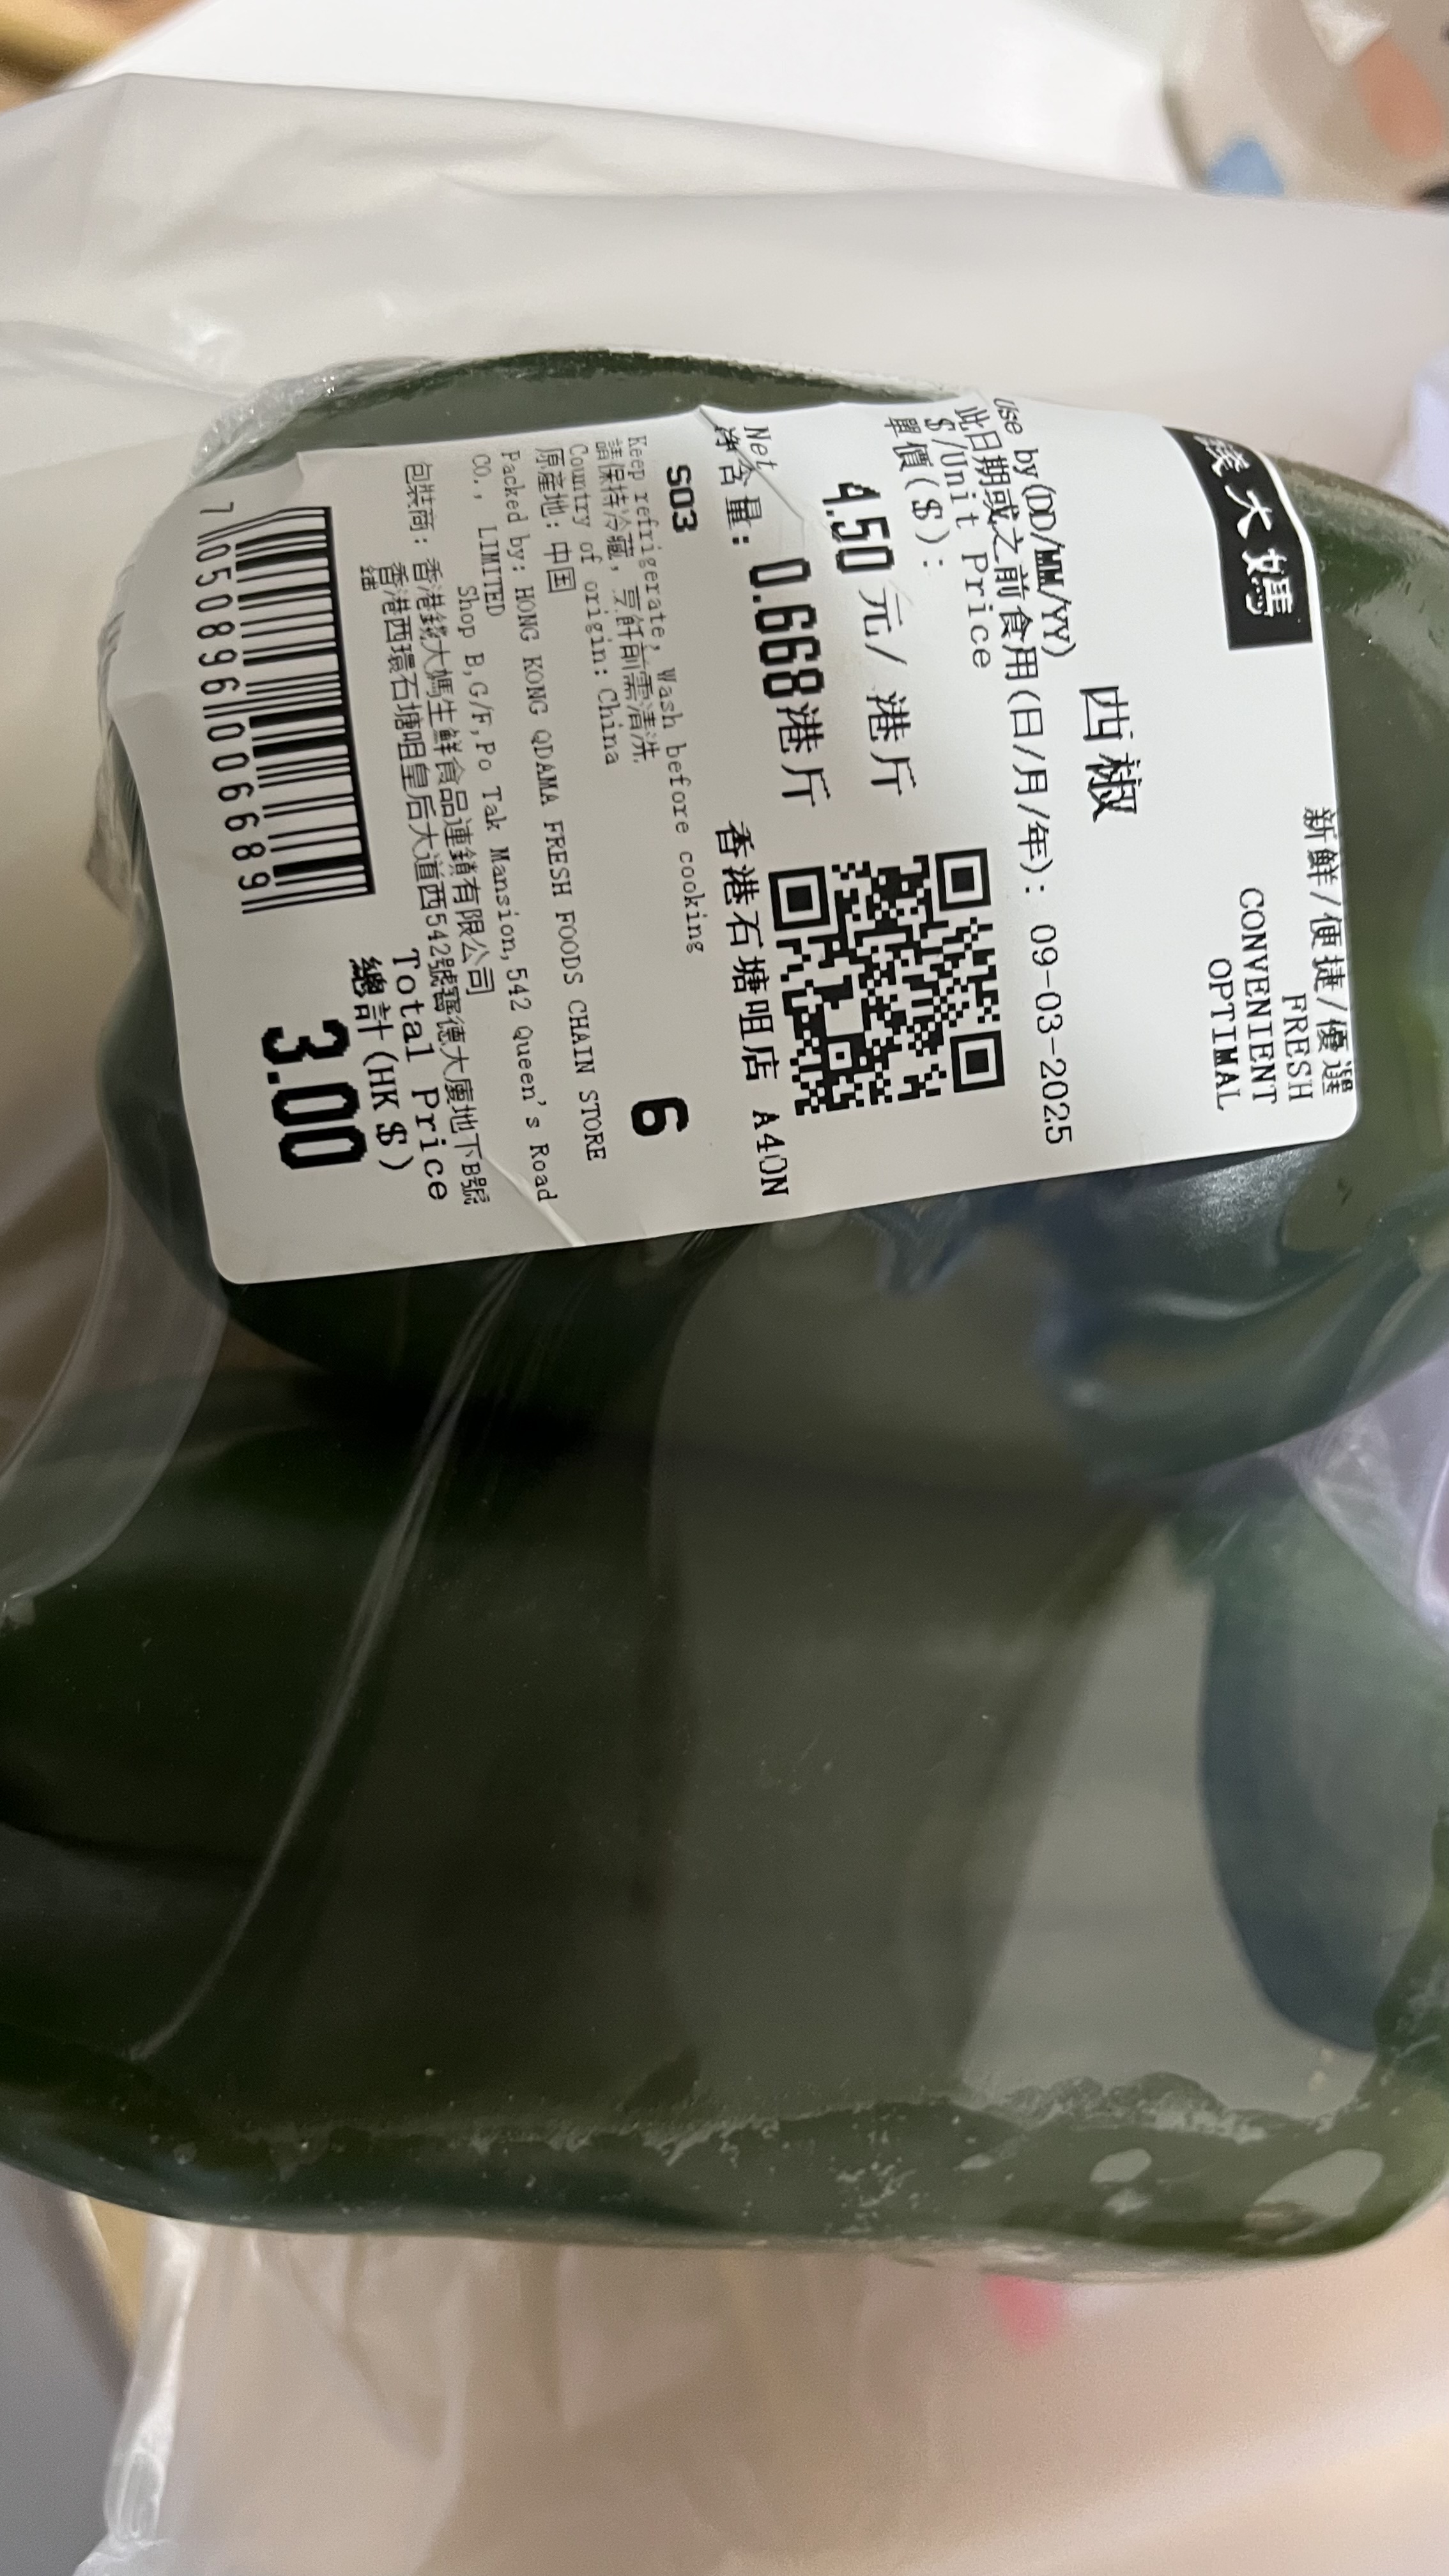 錢大媽
新鮮/便捷/優選
FRESH
CONVENIENT
OPTIMAL
西椒
Use by(DD/MM/YY)
此日期或之前食用(日/月/年): 09-03-2025
$/Unit Price
單價($):
4.50 元/ 港斤
Net
净含量: 0.668港斤
香港石塘咀店 A40N
S03
6
Keep refrigerate, Wash before cooking
請保持冷藏, 烹飪前需清洗
Country of origin: China
原産地: 中国
Packed by: HONG KONG QDAMA FRESH FOODS CHAIN STORE
CO., LIMITED
Shop B,G/F,Po Tak Mansion,542 Queen's Road
包裝商: 香港錢大媽生鮮食品連鎖有限公司
香港西環石塘咀皇后大道西542號寶德大廈地下B號
舖
7 050896 006689
Total Price
總計(HK $)
3.00